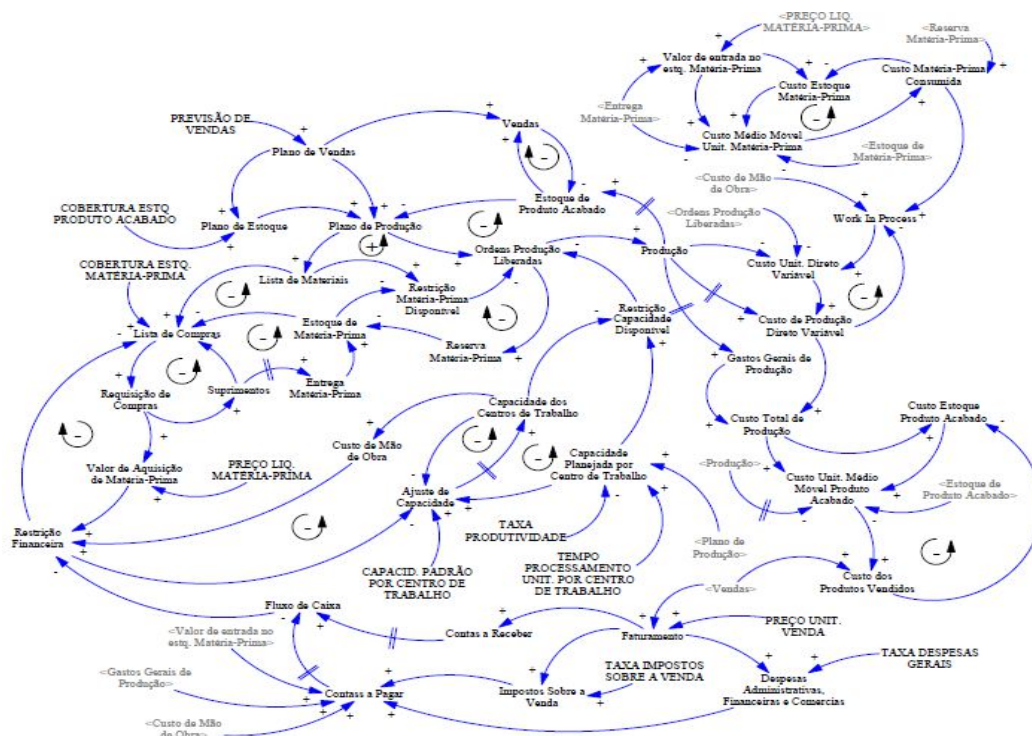 <PREÇO LIQ.
MATÉRIA-PRIMA>
<Reserva
Matéria-Prima>
Valor de entrada no
estq. Matéria-Prima
Custo Matéria-Prima
Consumida
Custo Estoque
Matéria-Prima
<Entrega
Matéria-Prima>
Custo Médio Móvel
Unit. Matéria-Prima
<Estoque de
Matéria-Prima>
PREVISÃO DE
VENDAS
Vendas
Plano de Vendas
<Custo de Mão
de Obra>
COBERTURA ESTQ
PRODUTO ACABADO
Estoque de
Produto Acabado
<Ordens Produção
Liberadas>
Work In Process
Plano de Estoque
Plano de Produção
Ordens Produção
Liberadas
Produção
Custo Unit. Direto
Variável
COBERTURA ESTQ.
MATÉRIA-PRIMA
Lista de Materiais
Restrição
Matéria-Prima
Disponível
Restrição
Capacidade
Disponível
Custo de Produção
Direto Variável
Lista de Compras
Estoque de
Matéria-Prima
Reserva
Matéria-Prima
Gastos Gerais de
Produção
Suprimentos
Entrega
Matéria-Prima
Requisição de
Compras
Capacidade dos
Centros de Trabalho
Custo Total de
Produção
Custo Estoque
Produto Acabado
Custo de Mão
de Obra
Valor de Aquisição
de Matéria-Prima
PREÇO LIQ.
MATÉRIA-PRIMA
Capacidade
Planejada por
Centro de Trabalho
<Produção>
Custo Unit. Médio
Móvel Produto
Acabado
<Estoque de
Produto Acabado>
Ajuste de
Capacidade
TAXA
PRODUTIVIDADE
<Plano de
Produção>
Restrição
Financeira
CAPACID. PADRÃO
POR CENTRO DE
TRABALHO
TEMPO
PROCESSAMENTO
UNIT. POR CENTRO
DE TRABALHO
<Vendas>
Custo dos
Produtos Vendidos
Fluxo de Caixa
<Valor de entrada no
estq. Matéria-Prima>
Contas a Receber
Faturamento
PREÇO UNIT.
VENDA
TAXA DESPESAS
GERAIS
<Gastos Gerais de
Produção>
Contass a Pagar
Impostos Sobre a
Venda
TAXA IMPOSTOS
SOBRE A VENDA
Despesas
Administrativas,
Financeiras e Comercias
<Custo de Mão
de Obra>